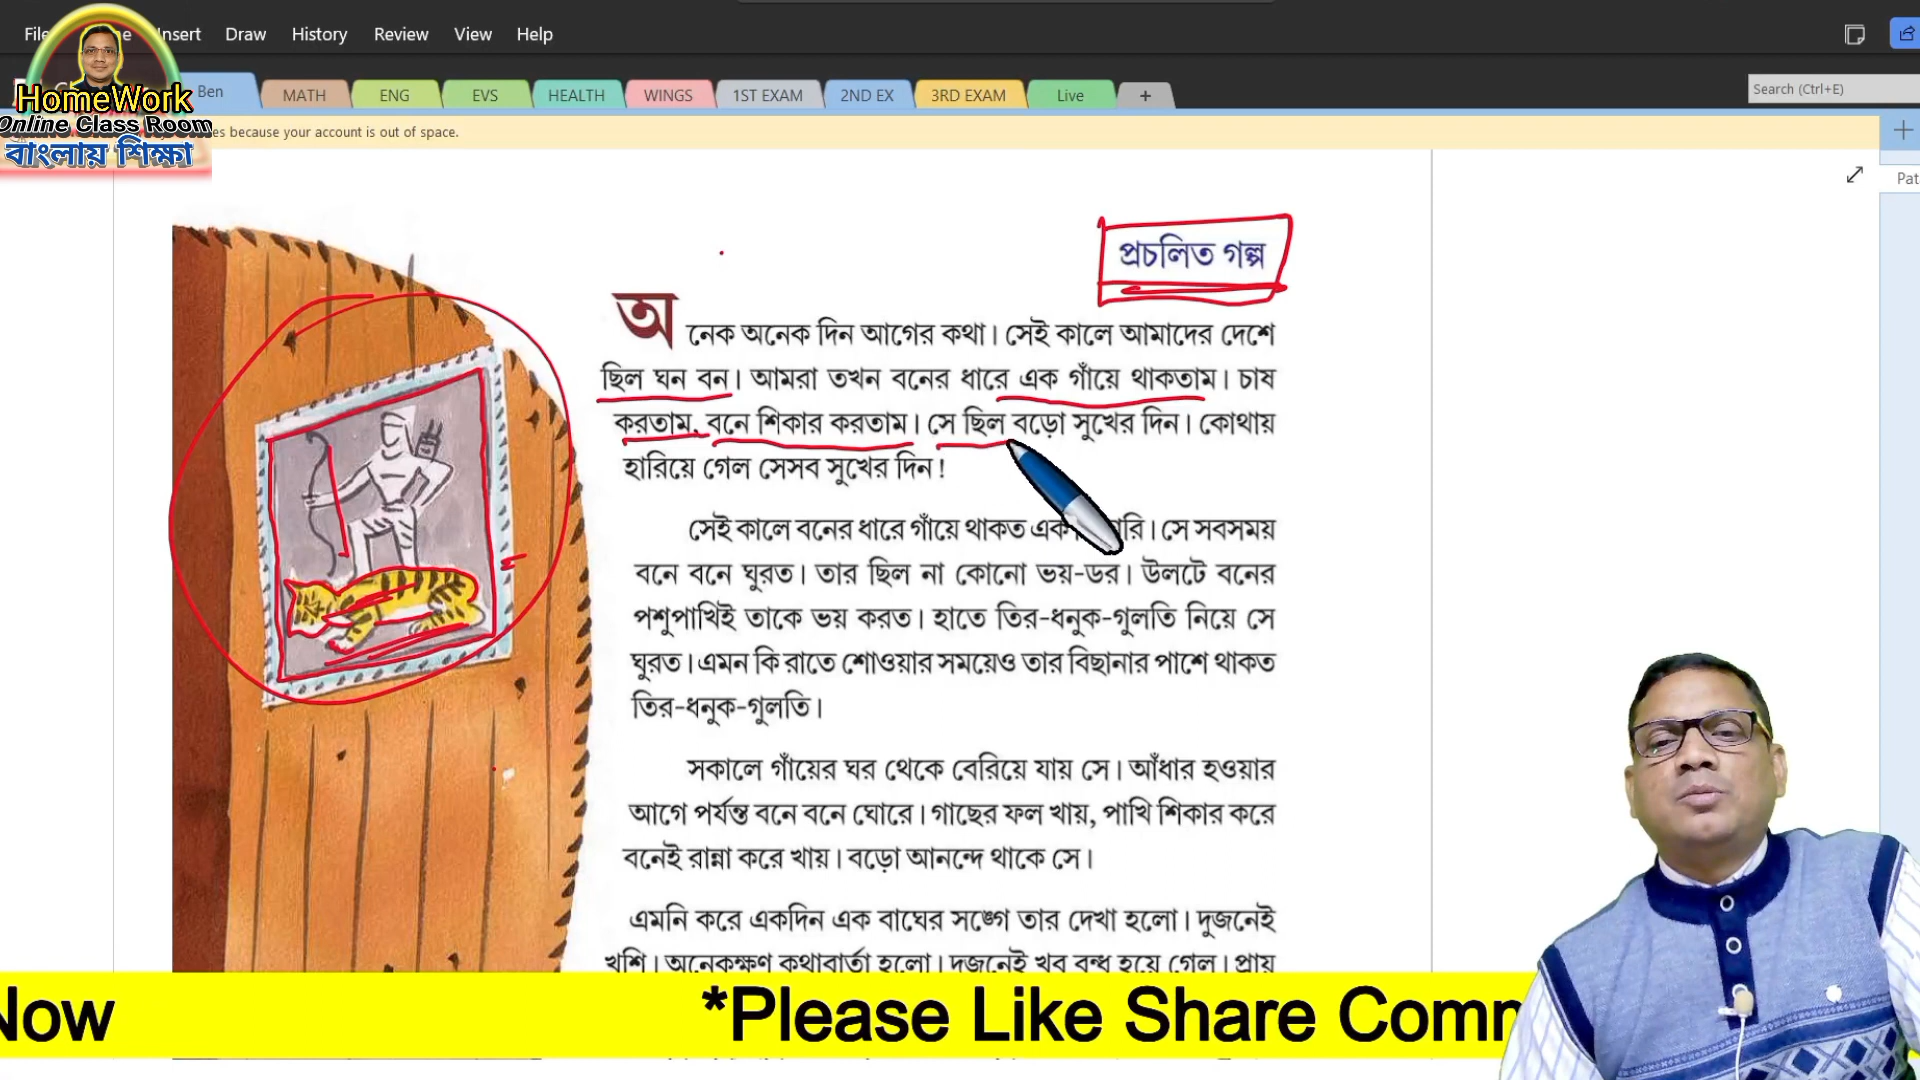 File Insert Draw History Review View Help
HomeWork
Online Class Room
বাংলায় শিক্ষা
Ben MATH ENG EVS HEALTH WINGS 1ST EXAM 2ND EX 3RD EXAM Live + Search (Ctrl+E)
because your account is out of space.
Pat
প্রচলিত গল্প
অনেক অনেক দিন আগের কথা। সেই কালে আমাদের দেশে
ছিল ঘন বন। আমরা তখন বনের ধারে এক গাঁয়ে থাকতাম। চাষ
করতাম, বনে শিকার করতাম। সে ছিল বড়ো সুখের দিন। কোথায়
হারিয়ে গেল সেসব সুখের দিন!
সেই কালে বনের ধারে গাঁয়ে থাকত এক। সে সবসময়
বনে বনে ঘুরত। তার ছিল না কোনো ভয়-ডর। উলটে বনের
পশুপাখিই তাকে ভয় করত। হাতে তির-ধনুক-গুলতি নিয়ে সে
ঘুরত। এমন কি রাতে শোওয়ার সময়েও তার বিছানার পাশে থাকত
তির-ধনুক-গুলতি।
সকালে গাঁয়ের ঘর থেকে বেরিয়ে যায় সে। আঁধার হওয়ার
আগে পর্যন্ত বনে বনে ঘোরে। গাছের ফল খায়, পাখি শিকার করে
বনেই রান্না করে খায়। বড়ো আনন্দে থাকে সে।
এমনি করে একদিন এক বাঘের সঙ্গে তার দেখা হলো। দুজনেই
খুশি। অনেকক্ষণ কথাবার্তা হলো। দুজনেই খুব বন্ধু হয়ে গেল। প্রায়
Now *Please Like Share Comm